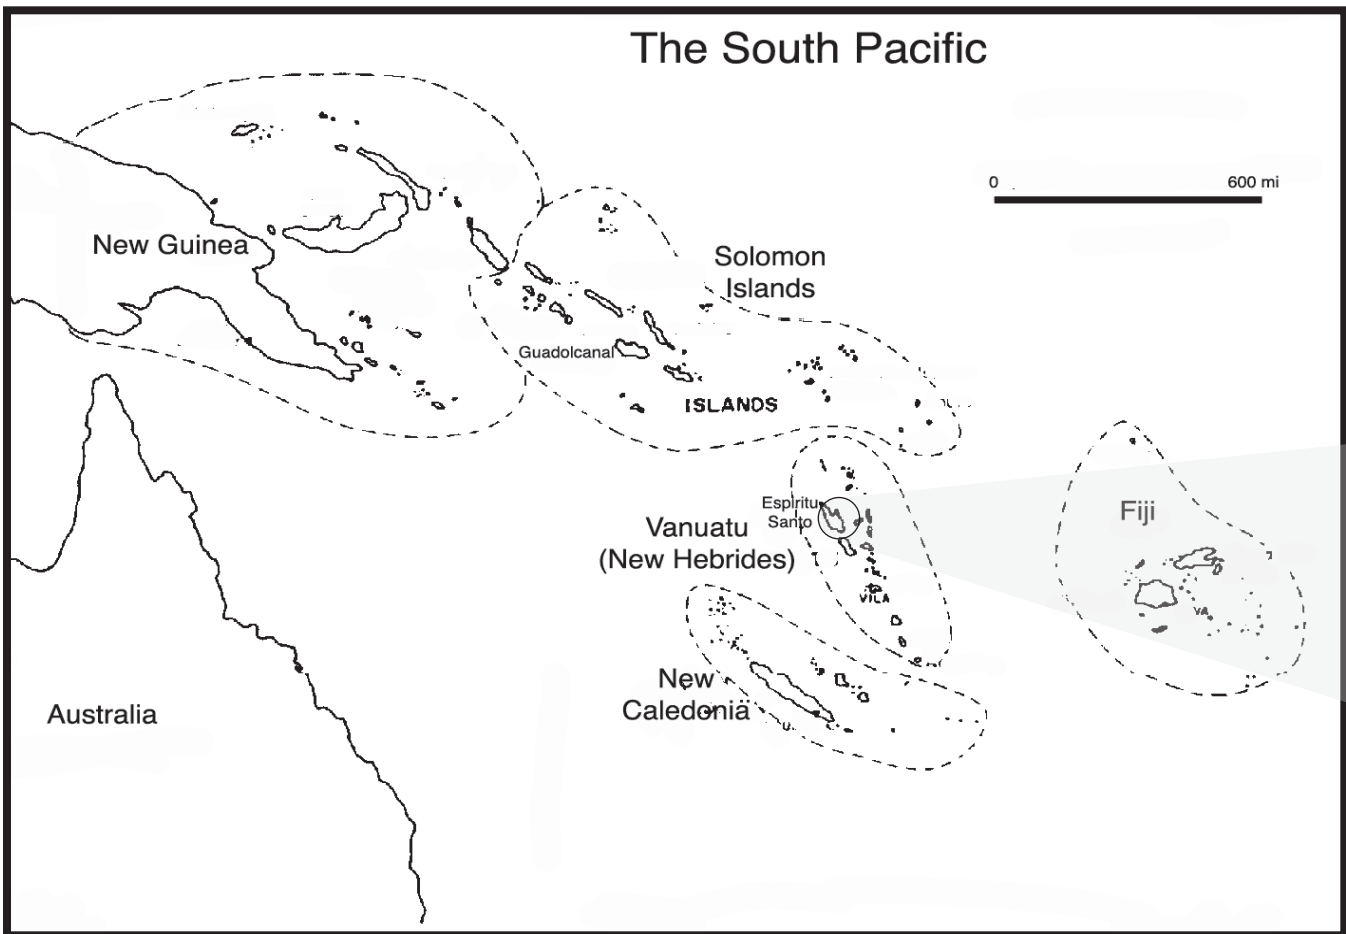 The South Pacific
0
600 mi
New Guinea
Solomon
Islands
Guadolcanal
ISLANDS
Espiritu
Santo
Fiji
Vanuatu
(New Hebrides)
VILA
VA
New
Caledonia
U
Australia